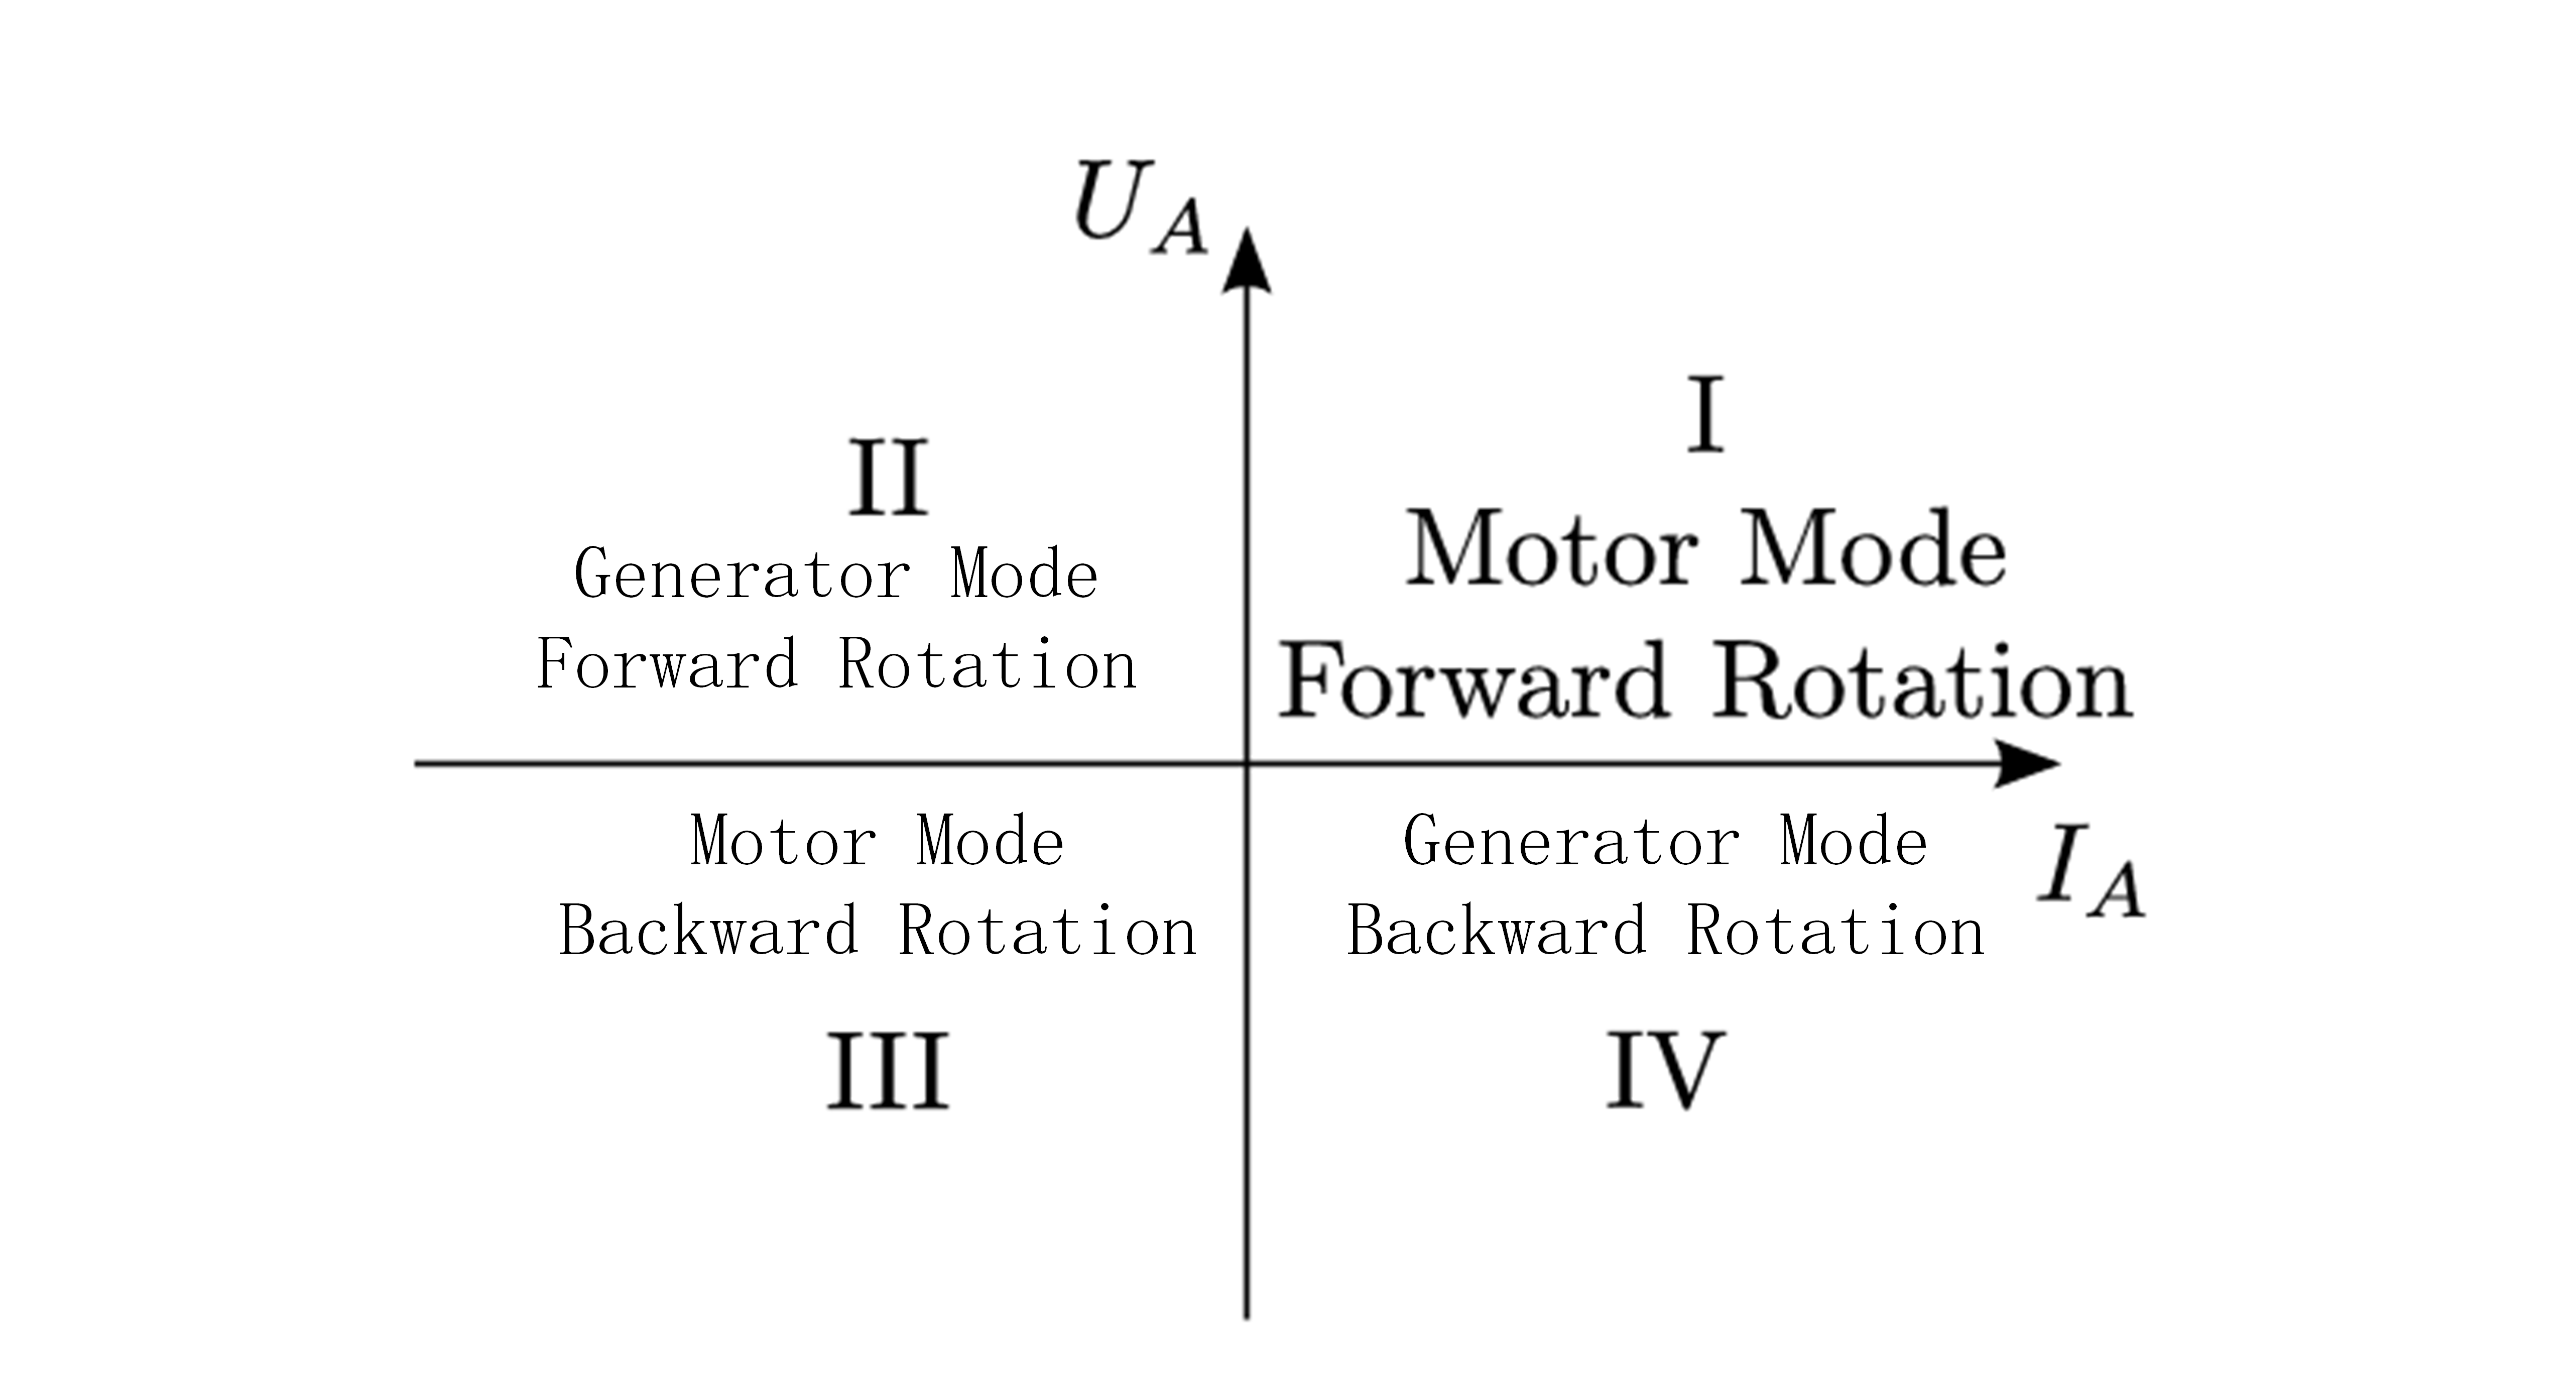 U_A
I
Motor Mode
Forward Rotation
II
Generator Mode
Forward Rotation
Motor Mode
Backward Rotation
III
Generator Mode
Backward Rotation
IV
I_A